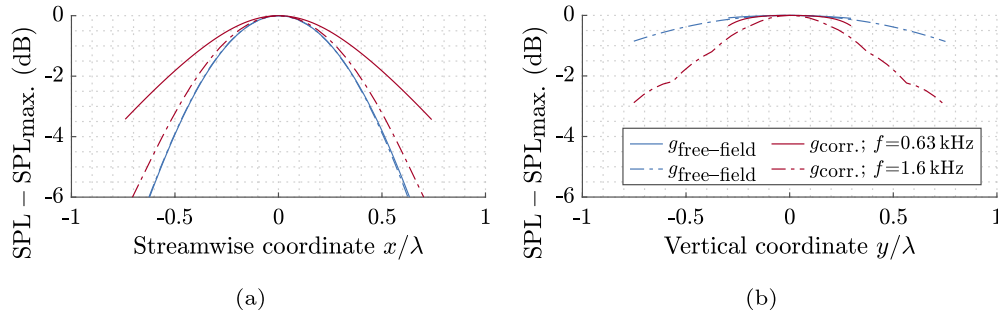 SPL − SPLmax. (dB)
0
-2
-4
-6
-1
-0.5
0
0.5
1
Streamwise coordinate x/λ
(a)
SPL − SPLmax. (dB)
0
-2
-4
-6
-1
-0.5
0
0.5
1
Vertical coordinate y/λ
gfree−field
gcorr.; f=0.63 kHz
gfree−field
gcorr.; f=1.6 kHz
(b)